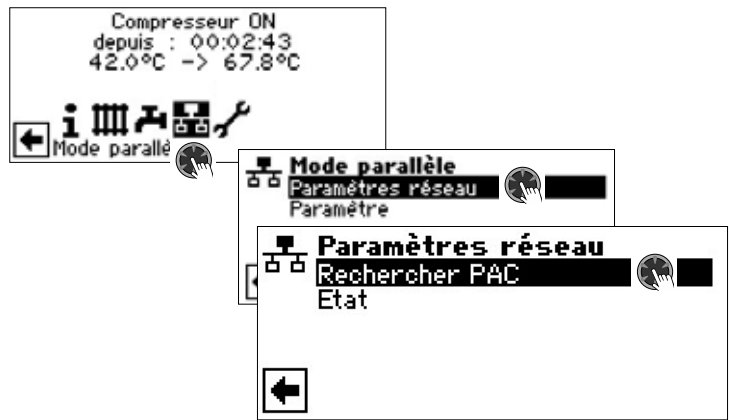 Compresseur ON
depuis : 00:02:43
42.0°C -> 67.8°C
Mode parallè
Mode parallèle
Paramètres réseau
Paramètre
Paramètres réseau
Rechercher PAC
Etat